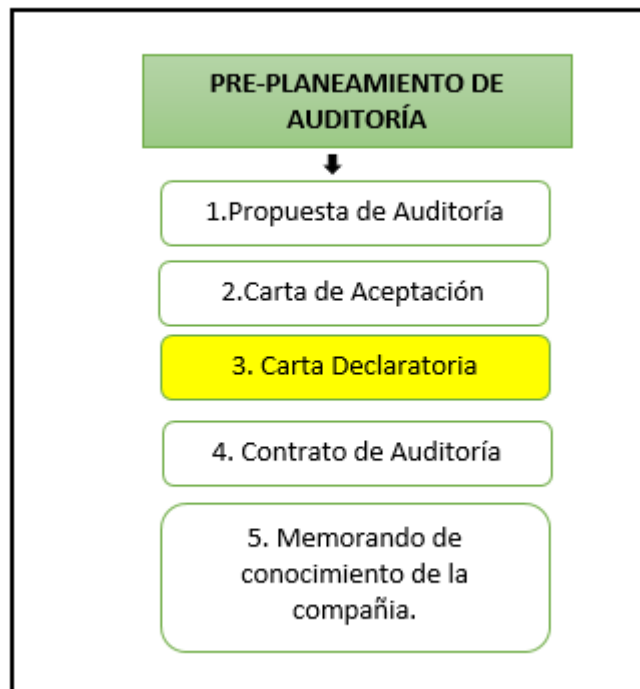 PRE-PLANEAMIENTO DE
AUDITORÍA
1.Propuesta de Auditoría
2.Carta de Aceptación
3. Carta Declaratoria
4. Contrato de Auditoría
5. Memorando de
conocimiento de la
compañia.